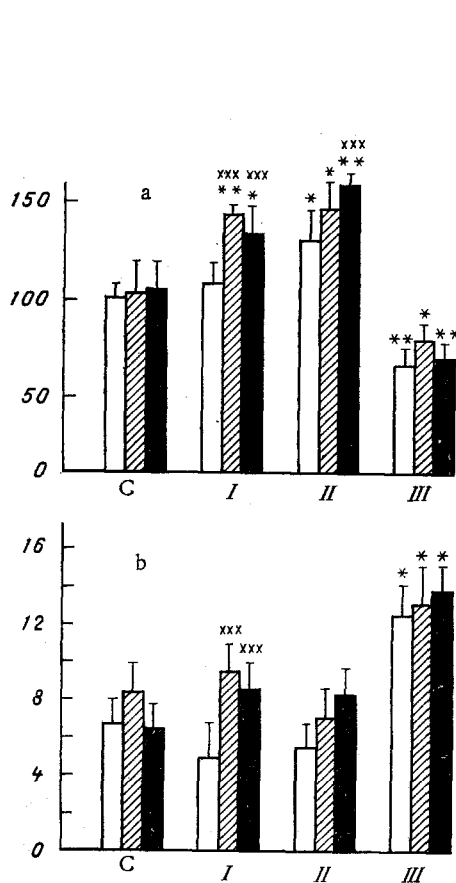 xxx
xxx xxx * *
* * * * *
150
a
100
*
** **
50
0
C I II III
16
b
* * *
12
xxx
xxx
8
4
0
C I II III